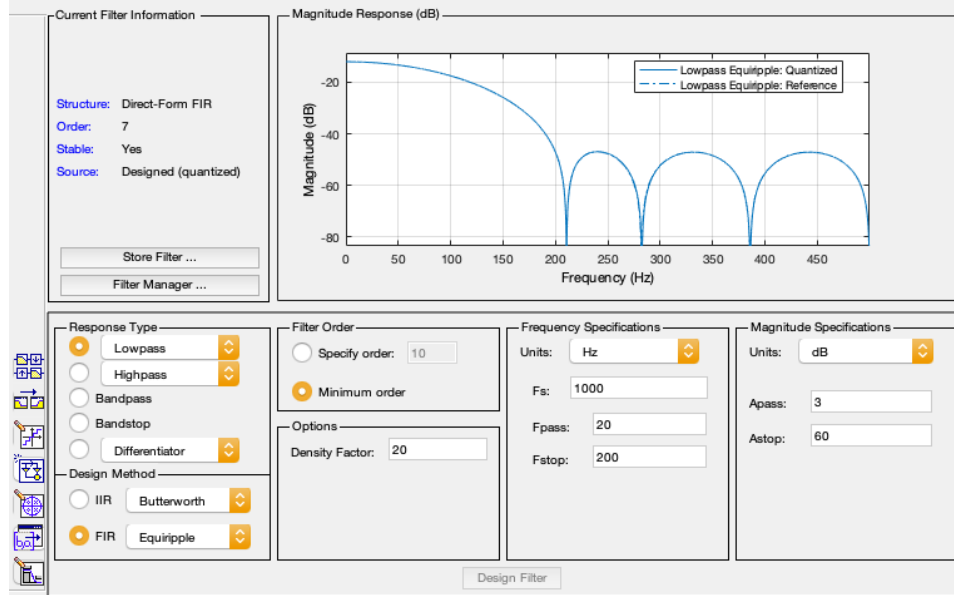 Current Filter Information
Structure: Direct-Form FIR
Order: 7
Stable: Yes
Source: Designed (quantized)
Store Filter ...
Filter Manager ...
Magnitude Response (dB)
Magnitude (dB)
-20
-40
-60
-80
Lowpass Equiripple: Quantized
Lowpass Equiripple: Reference
0 50 100 150 200 250 300 350 400 450
Frequency (Hz)
Response Type
Lowpass
Highpass
Bandpass
Bandstop
Differentiator
Design Method
IIR Butterworth
FIR Equiripple
Filter Order
Specify order: 10
Minimum order
Options
Density Factor: 20
Frequency Specifications
Units: Hz
Fs: 1000
Fpass: 20
Fstop: 200
Magnitude Specifications
Units: dB
Apass: 3
Astop: 60
Design Filter